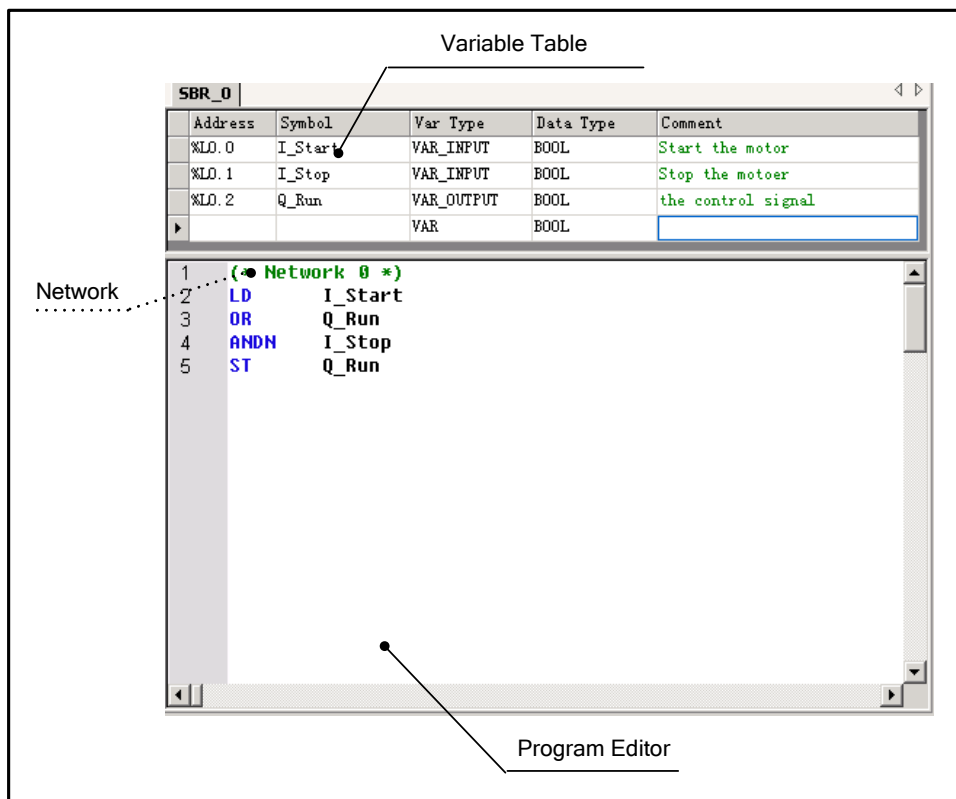 Variable Table
SBR_0
Address Symbol Var Type Data Type Comment
%L0.0 I_Start VAR_INPUT BOOL Start the motor
%L0.1 I_Stop VAR_INPUT BOOL Stop the motoer
%L0.2 Q_Run VAR_OUTPUT BOOL the control signal
VAR BOOL
Network
1 (* Network 0 *)
2 LD I_Start
3 OR Q_Run
4 ANDN I_Stop
5 ST Q_Run
Program Editor